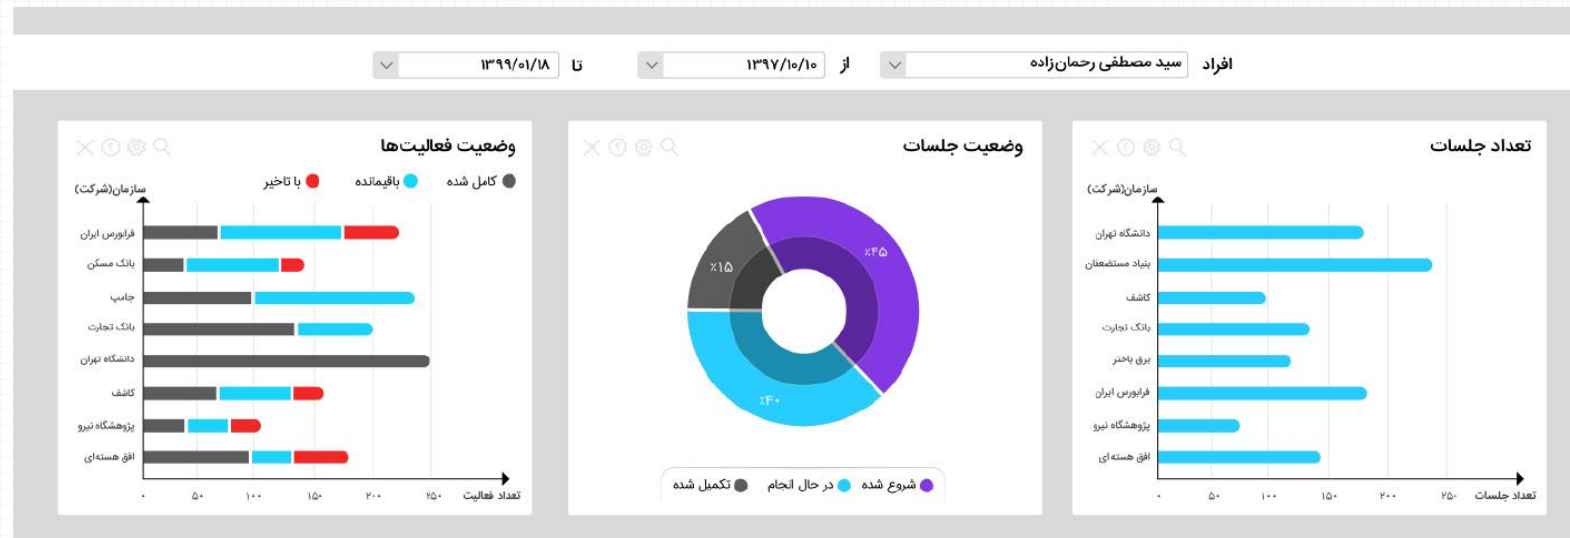 افراد سید مصطفی رحمان‌زاده از ۱۳۹۷/۱۰/۱۰ تا ۱۳۹۹/۰۱/۱۸
تعداد جلسات
سازمان(شرکت)
دانشگاه تهران
بنیاد مستضعفان
کاشف
بانک تجارت
برق باختر
فرابورس ایران
پژوهشگاه نیرو
افق هسته‌ای
۰ ۵۰ ۱۰۰ ۱۵۰ ۲۰۰ ۲۵۰ تعداد جلسات
وضعیت جلسات
٪۴۵
٪۱۵
٪۴۰
شروع شده در حال انجام تکمیل شده
وضعیت فعالیت‌ها
کامل شده باقیمانده با تاخیر
سازمان(شرکت)
فرابورس ایران
بانک مسکن
جامپ
بانک تجارت
دانشگاه تهران
کاشف
پژوهشگاه نیرو
افق هسته‌ای
۰ ۵۰ ۱۰۰ ۱۵۰ ۲۰۰ ۲۵۰ تعداد فعالیت